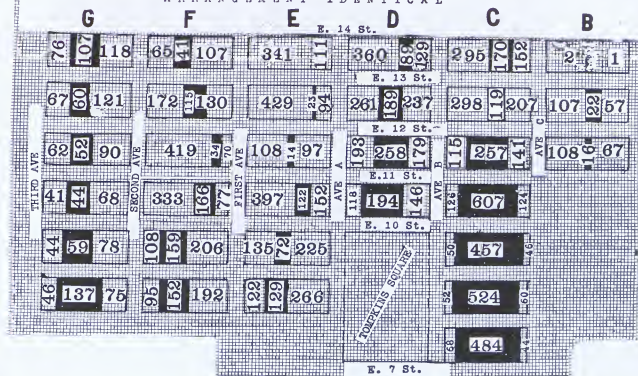 ARRANGEMENT IDENTICAL
G F E D C B
E. 14 St.
76 107 118 65 41 107 341 111 360 89 129 295 170 152 1
E. 13 St.
67 60 121 172 115 130 429 23 94 261 189 237 298 119 207 107 22 57
E. 12 St.
62 52 90 419 34 70 108 14 97 193 258 179 115 257 141 108 16 67
E. 11 St.
41 44 68 333 166 77 397 122 152 118 194 146 126 607 124
E. 10 St.
44 59 78 108 159 206 135 72 225 50 457 46
46 137 75 95 152 192 122 129 266 52 524 60
68 484 44
E. 7 St.
THIRD AVE
SECOND AVE
FIRST AVE
AVE A
AVE B
AVE C
TOMPKINS SQUARE